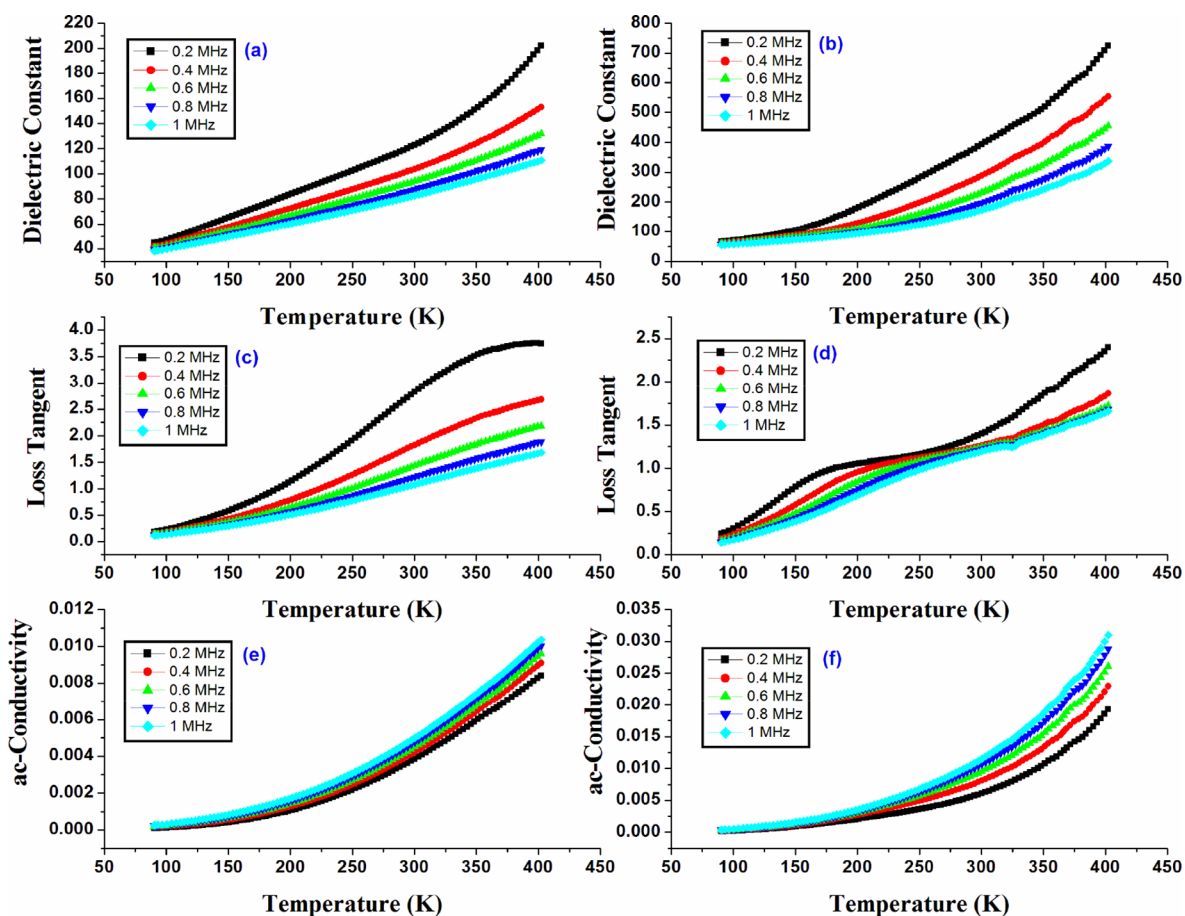 220
200
180
160
140
120
100
80
60
40
Dielectric Constant
0.2 MHz
0.4 MHz
0.6 MHz
0.8 MHz
1 MHz
(a)
50 100 150 200 250 300 350 400 450
Temperature (K)
800
700
600
500
400
300
200
100
0
Dielectric Constant
0.2 MHz
0.4 MHz
0.6 MHz
0.8 MHz
1 MHz
(b)
50 100 150 200 250 300 350 400 450
Temperature (K)
4.0
3.5
3.0
2.5
2.0
1.5
1.0
0.5
0.0
Loss Tangent
0.2 MHz
0.4 MHz
0.6 MHz
0.8 MHz
1 MHz
(c)
50 100 150 200 250 300 350 400 450
Temperature (K)
2.5
2.0
1.5
1.0
0.5
0.0
Loss Tangent
0.2 MHz
0.4 MHz
0.6 MHz
0.8 MHz
1 MHz
(d)
50 100 150 200 250 300 350 400 450
Temperature (K)
0.012
0.010
0.008
0.006
0.004
0.002
0.000
ac-Conductivity
0.2 MHz
0.4 MHz
0.6 MHz
0.8 MHz
1 MHz
(e)
50 100 150 200 250 300 350 400 450
Temperature (K)
0.035
0.030
0.025
0.020
0.015
0.010
0.005
0.000
ac-Conductivity
0.2 MHz
0.4 MHz
0.6 MHz
0.8 MHz
1 MHz
(f)
50 100 150 200 250 300 350 400 450
Temperature (K)